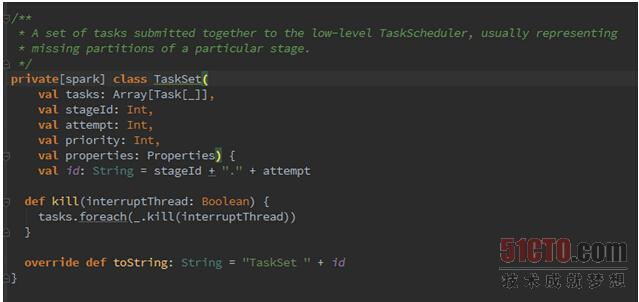 /**
 * A set of tasks submitted together to the low-level TaskScheduler, usually representing
 * missing partitions of a particular stage.
 */
private[spark] class TaskSet(
    val tasks: Array[Task[_]],
    val stageId: Int,
    val attempt: Int,
    val priority: Int,
    val properties: Properties) {
    val id: String = stageId + "." + attempt
  def kill(interruptThread: Boolean) {
    tasks.foreach(_.kill(interruptThread))
  }
  override def toString: String = "TaskSet " + id
}
51CTO.com
技术成就梦想